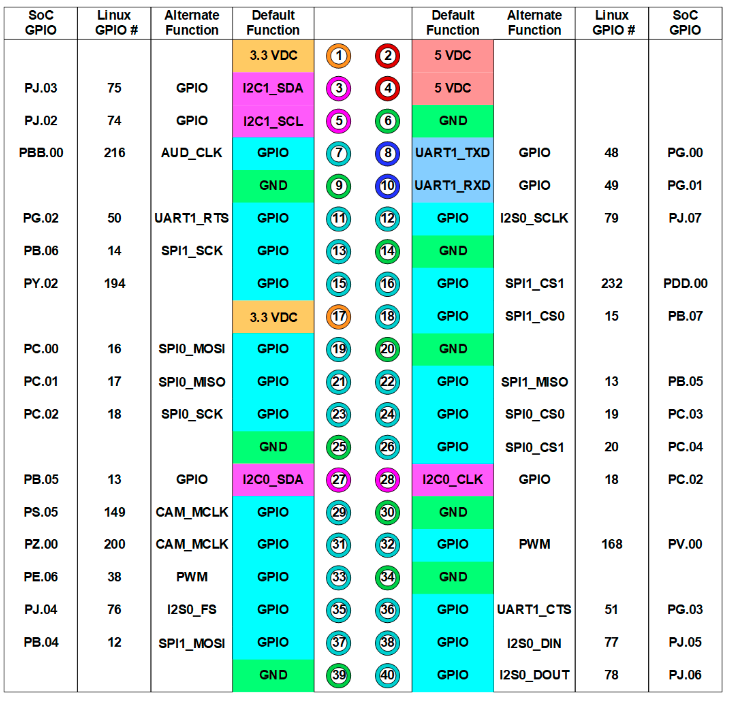 SoC GPIO Linux GPIO # Alternate Function Default Function Default Function Alternate Function Linux GPIO # SoC GPIO
3.3 VDC 1 2 5 VDC
PJ.03 75 GPIO I2C1_SDA 3 4 5 VDC
PJ.02 74 GPIO I2C1_SCL 5 6 GND
PBB.00 216 AUD_CLK GPIO 7 8 UART1_TXD GPIO 48 PG.00
GND 9 10 UART1_RXD GPIO 49 PG.01
PG.02 50 UART1_RTS GPIO 11 12 GPIO I2S0_SCLK 79 PJ.07
PB.06 14 SPI1_SCK GPIO 13 14 GND
PY.02 194 GPIO 15 16 GPIO SPI1_CS1 232 PDD.00
3.3 VDC 17 18 GPIO SPI1_CS0 15 PB.07
PC.00 16 SPI0_MOSI GPIO 19 20 GND
PC.01 17 SPI0_MISO GPIO 21 22 GPIO SPI1_MISO 13 PB.05
PC.02 18 SPI0_SCK GPIO 23 24 GPIO SPI0_CS0 19 PC.03
GND 25 26 GPIO SPI0_CS1 20 PC.04
PB.05 13 GPIO I2C0_SDA 27 28 I2C0_CLK GPIO 18 PC.02
PS.05 149 CAM_MCLK GPIO 29 30 GND
PZ.00 200 CAM_MCLK GPIO 31 32 GPIO PWM 168 PV.00
PE.06 38 PWM GPIO 33 34 GND
PJ.04 76 I2S0_FS GPIO 35 36 GPIO UART1_CTS 51 PG.03
PB.04 12 SPI1_MOSI GPIO 37 38 GPIO I2S0_DIN 77 PJ.05
GND 39 40 GPIO I2S0_DOUT 78 PJ.06